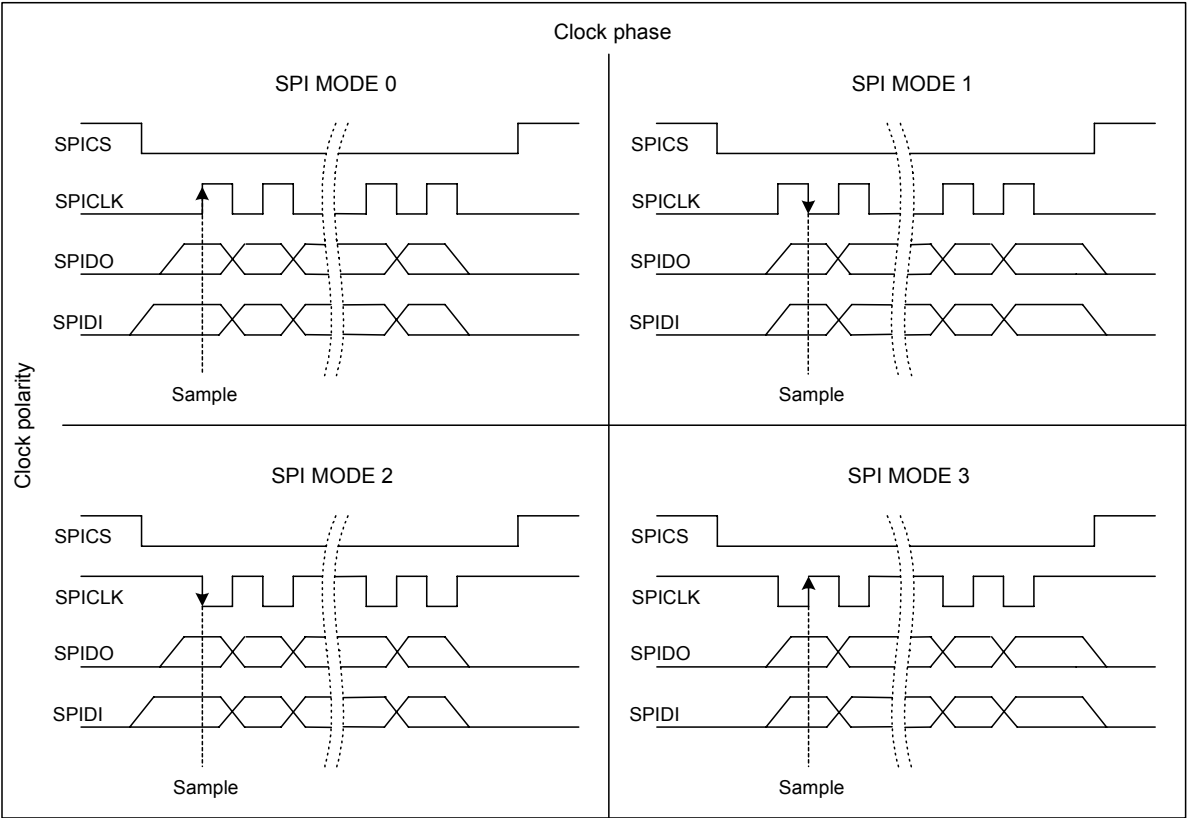 Clock phase
SPI MODE 0
SPICS
SPICLK
SPIDO
SPIDI
Sample
SPI MODE 1
SPICS
SPICLK
SPIDO
SPIDI
Sample
Clock polarity
SPI MODE 2
SPICS
SPICLK
SPIDO
SPIDI
Sample
SPI MODE 3
SPICS
SPICLK
SPIDO
SPIDI
Sample